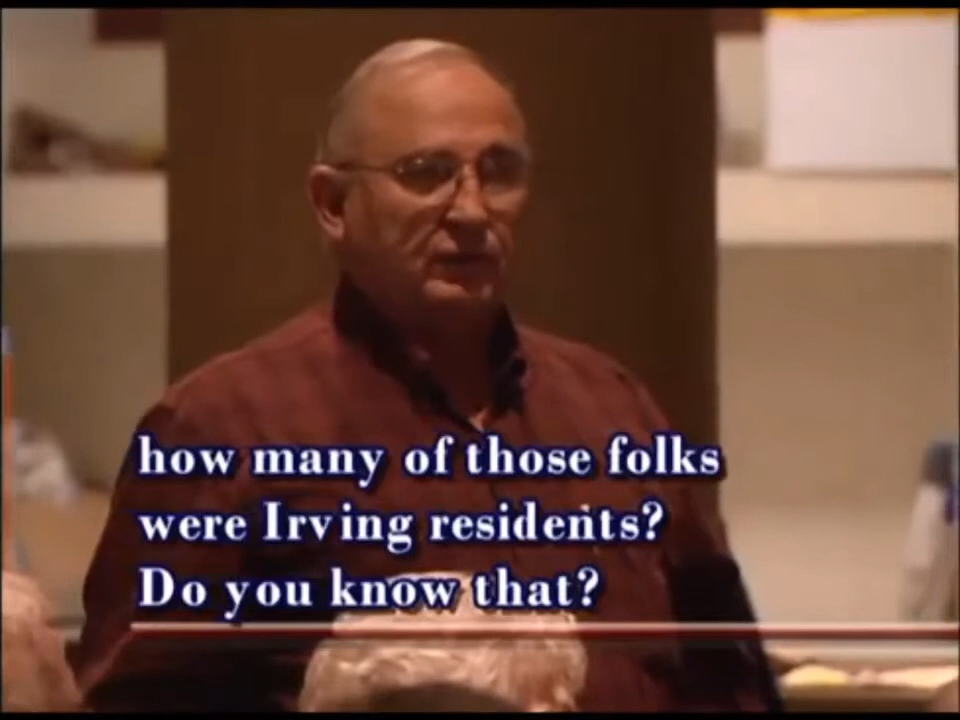 how many of those folks
were Irving residents?
Do you know that?